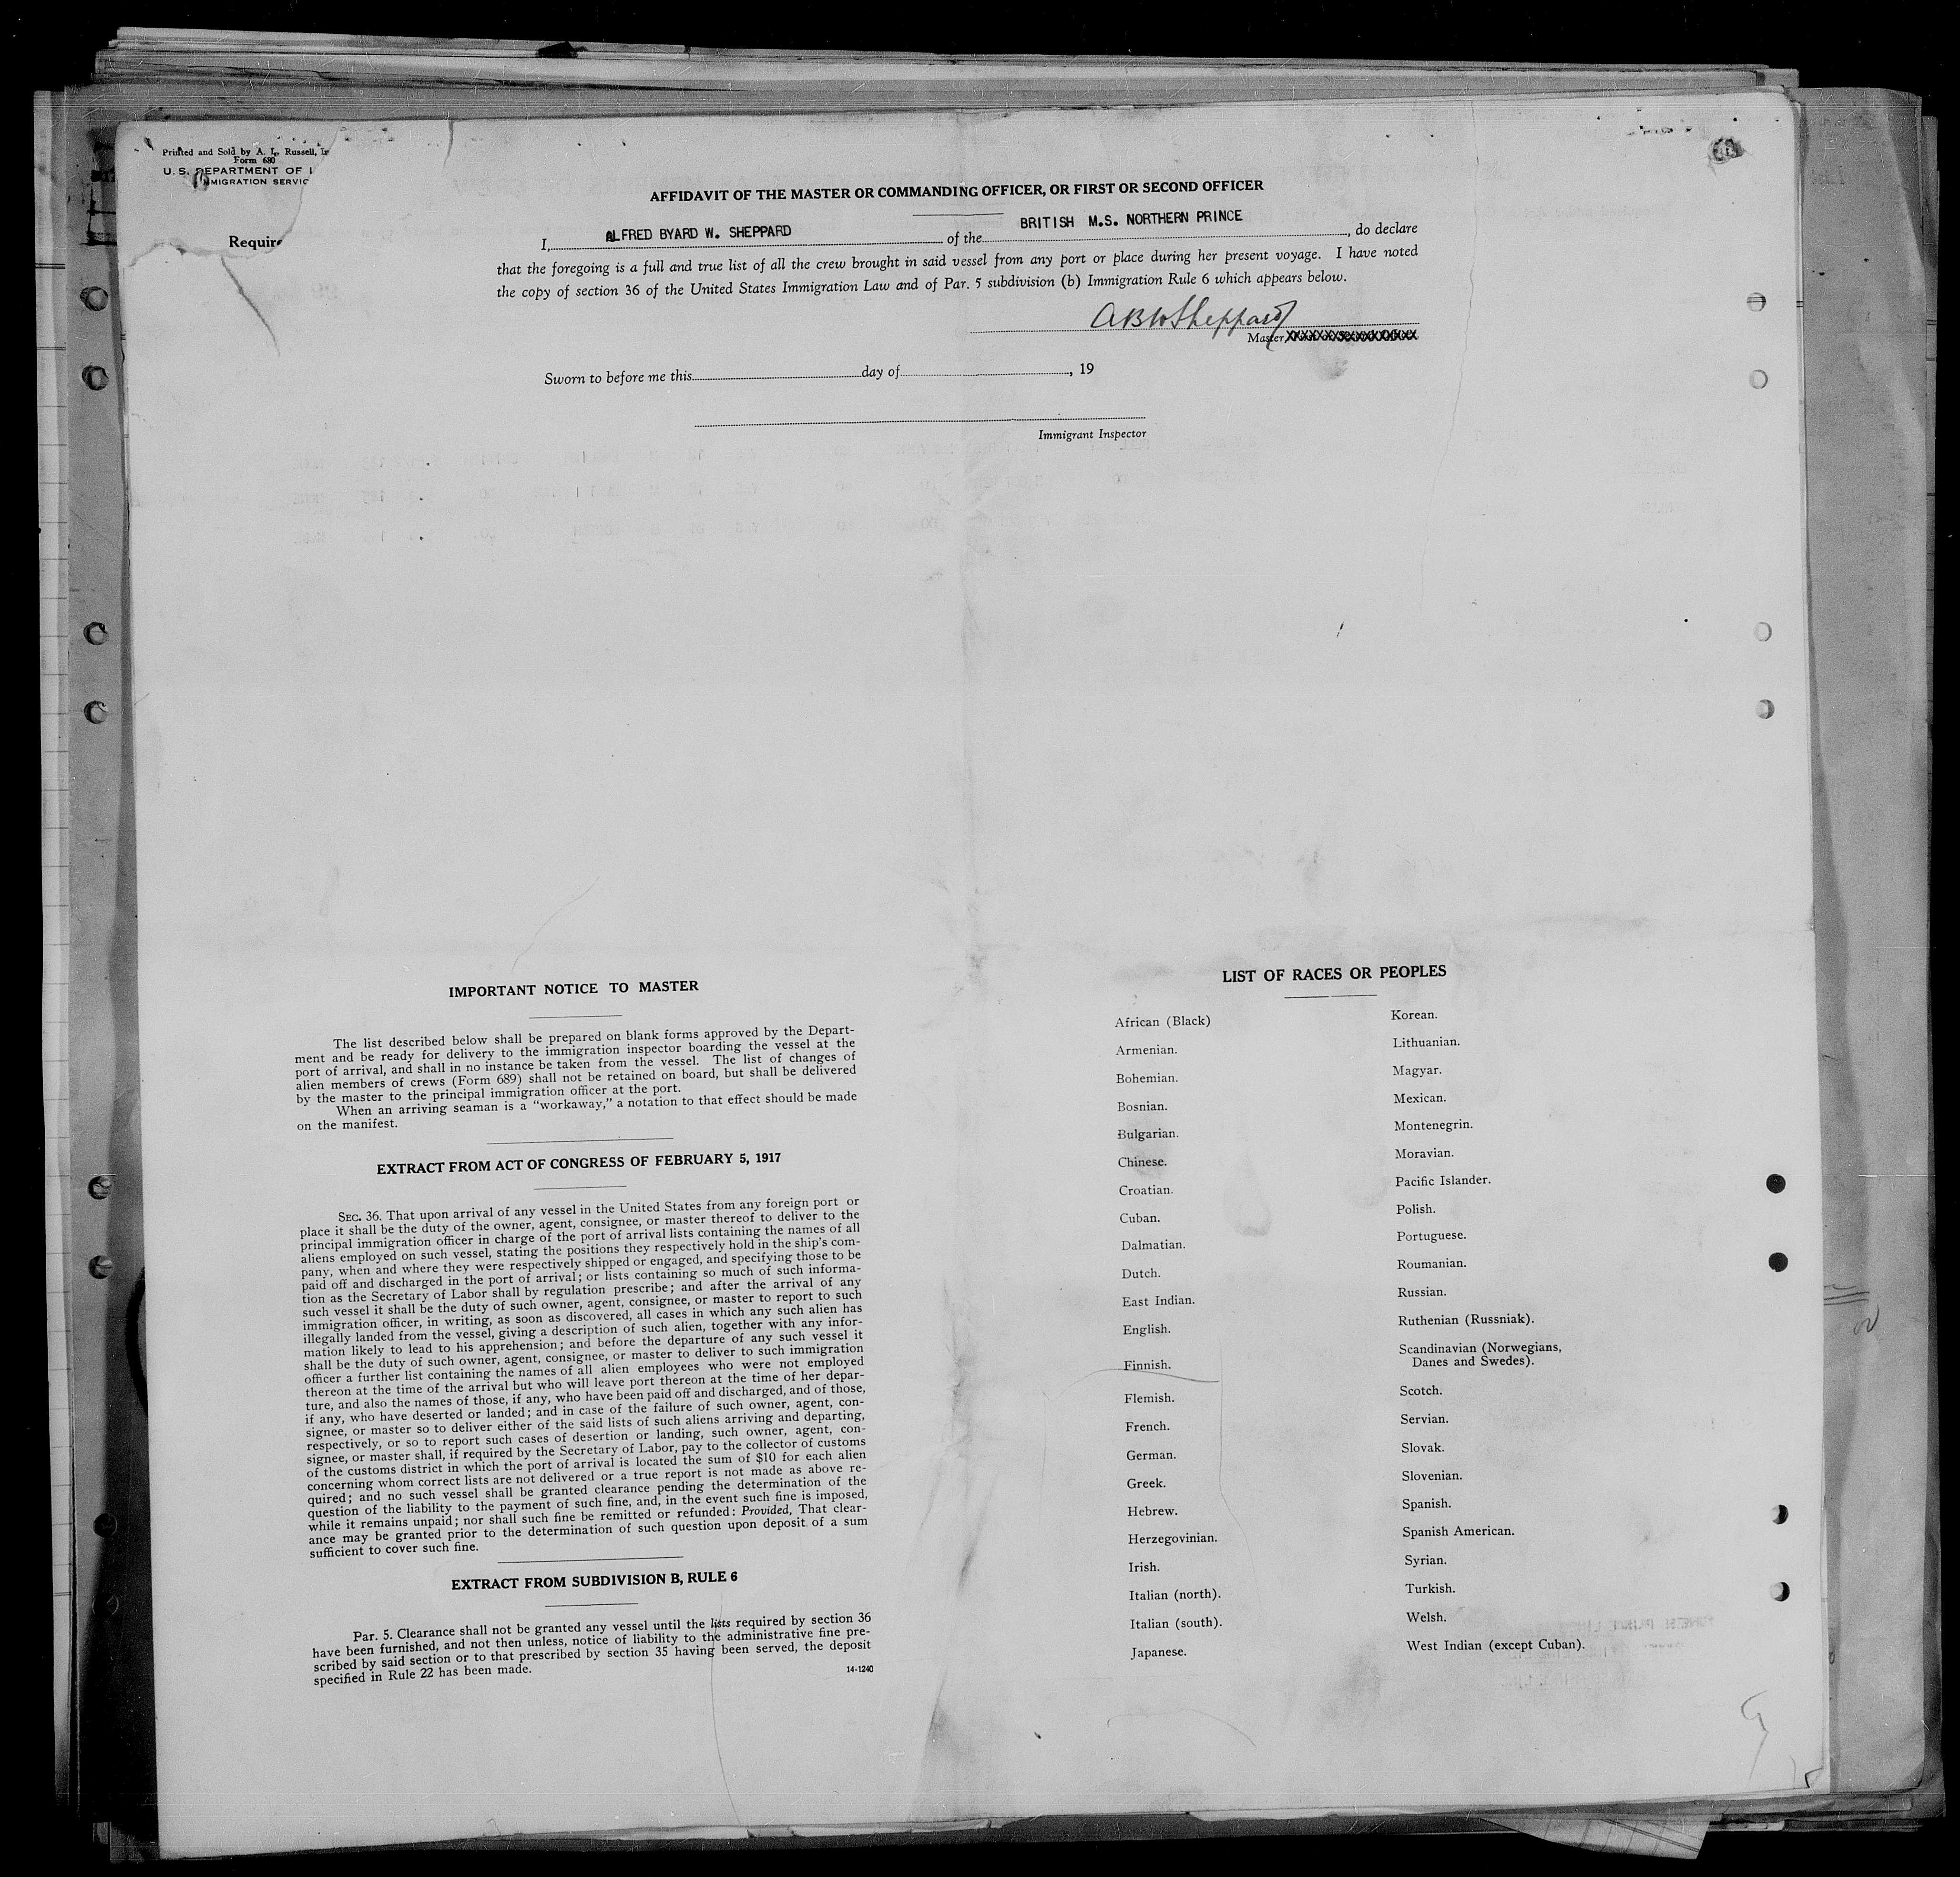 Printed and Sold by A. L. Russell,
Form 680
U. S. DEPARTMENT OF
IMMIGRATION SERVIC
Require
AFFIDAVIT OF THE MASTER OR COMMANDING OFFICER, OR FIRST OR SECOND OFFICER
I, ALFRED BYARD W. SHEPPARD of the BRITISH M.S. NORTHERN PRINCE, do declare
that the foregoing is a full and true list of all the crew brought in said vessel from any port or place during her present voyage. I have noted
the copy of section 36 of the United States Immigration Law and of Par. 5 subdivision (b) Immigration Rule 6 which appears below.
ABWSheppard
Master
Sworn to before me this day of , 19
Immigrant Inspector
IMPORTANT NOTICE TO MASTER
The list described below shall be prepared on blank forms approved by the Depart-
ment and be ready for delivery to the immigration inspector boarding the vessel at the
port of arrival, and shall in no instance be taken from the vessel. The list of changes of
alien members of crews (Form 689) shall not be retained on board, but shall be delivered
by the master to the principal immigration officer at the port.
When an arriving seaman is a “workaway,” a notation to that effect should be made
on the manifest.
EXTRACT FROM ACT OF CONGRESS OF FEBRUARY 5, 1917
SEC. 36. That upon arrival of any vessel in the United States from any foreign port or
place it shall be the duty of the owner, agent, consignee, or master thereof to deliver to the
principal immigration officer in charge of the port of arrival lists containing the names of all
aliens employed on such vessel, stating the positions they respectively hold in the ship's com-
pany, when and where they were respectively shipped or engaged, and specifying those to be
paid off and discharged in the port of arrival; or lists containing so much of such informa-
tion as the Secretary of Labor shall by regulation prescribe; and after the arrival of any
such vessel it shall be the duty of such owner, agent, consignee, or master to report to such
immigration officer, in writing, as soon as discovered, all cases in which any such alien has
illegally landed from the vessel, giving a description of such alien, together with any infor-
mation likely to lead to his apprehension; and before the departure of any such vessel it
shall be the duty of such owner, agent, consignee, or master to deliver to such immigration
officer a further list containing the names of all alien employees who were not employed
thereon at the time of the arrival but who will leave port thereon at the time of her depar-
ture, and also the names of those, if any, who have been paid off and discharged, and of those,
if any, who have deserted or landed; and in case of the failure of such owner, agent, con-
signee, or master so to deliver either of the said lists of such aliens arriving and departing,
respectively, or so to report such cases of desertion or landing, such owner, agent, con-
signee, or master shall, if required by the Secretary of Labor, pay to the collector of customs
of the customs district in which the port of arrival is located the sum of $10 for each alien
concerning whom correct lists are not delivered or a true report is not made as above re-
quired; and no such vessel shall be granted clearance pending the determination of the
question of the liability to the payment of such fine, and, in the event such fine is imposed,
while it remains unpaid; nor shall such fine be remitted or refunded: Provided, That clear-
ance may be granted prior to the determination of such question upon deposit of a sum
sufficient to cover such fine.
EXTRACT FROM SUBDIVISION B, RULE 6
Par. 5. Clearance shall not be granted any vessel until the lists required by section 36
have been furnished, and not then unless, notice of liability to the administrative fine pre-
scribed by said section or to that prescribed by section 35 having been served, the deposit
specified in Rule 22 has been made.
14-1240
LIST OF RACES OR PEOPLES
African (Black)
Armenian.
Bohemian.
Bosnian.
Bulgarian.
Chinese.
Croatian.
Cuban.
Dalmatian.
Dutch.
East Indian.
English.
Finnish.
Flemish.
French.
German.
Greek.
Hebrew.
Herzegovinian.
Irish.
Italian (north).
Italian (south).
Japanese.
Korean.
Lithuanian.
Magyar.
Mexican.
Montenegrin.
Moravian.
Pacific Islander.
Polish.
Portuguese.
Roumanian.
Russian.
Ruthenian (Russniak).
Scandinavian (Norwegians,
Danes and Swedes).
Scotch.
Servian.
Slovak.
Slovenian.
Spanish.
Spanish American.
Syrian.
Turkish.
Welsh.
West Indian (except Cuban).